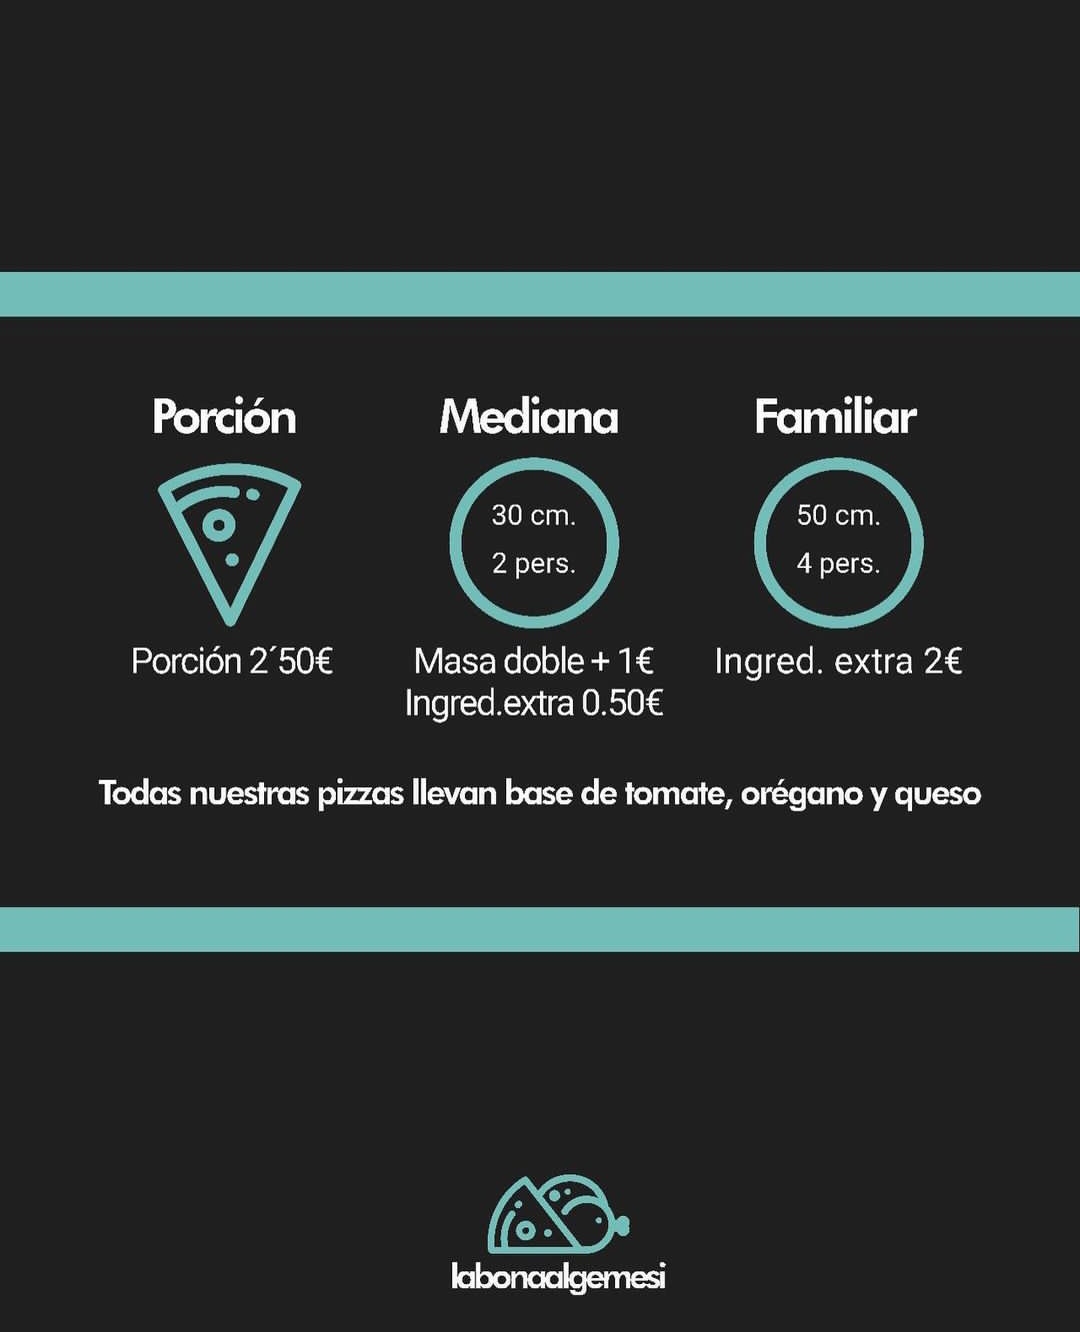 Porción
Mediana
Familiar
30 cm.
2 pers.
50 cm.
4 pers.
Porción 2´50€
Masa doble + 1€
Ingred.extra 0.50€
Ingred. extra 2€
Todas nuestras pizzas llevan base de tomate, orégano y queso
labonaalgemesi